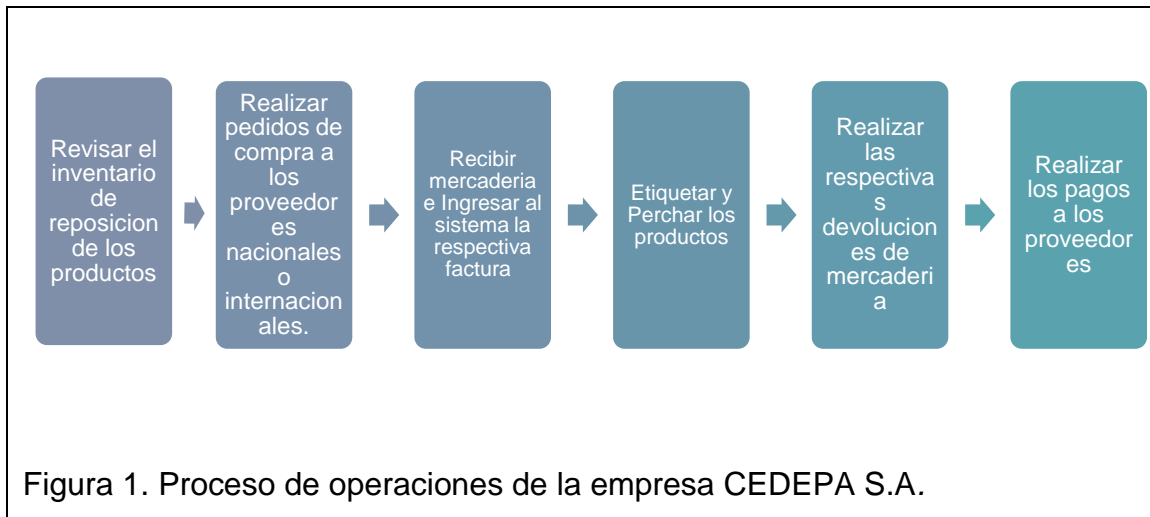 Revisar el
inventario
de
reposicion
de los
productos
Realizar
pedidos de
compra a
los
proveedor
es
nacionales
o
internacion
ales.
Recibir
mercaderia
e Ingresar al
sistema la
respectiva
factura
Etiquetar y
Perchar los
productos
Realizar
las
respectiva
s
devolucion
es de
mercaderi
a
Realizar
los pagos
a los
proveedor
es
Figura 1. Proceso de operaciones de la empresa CEDEPA S.A.